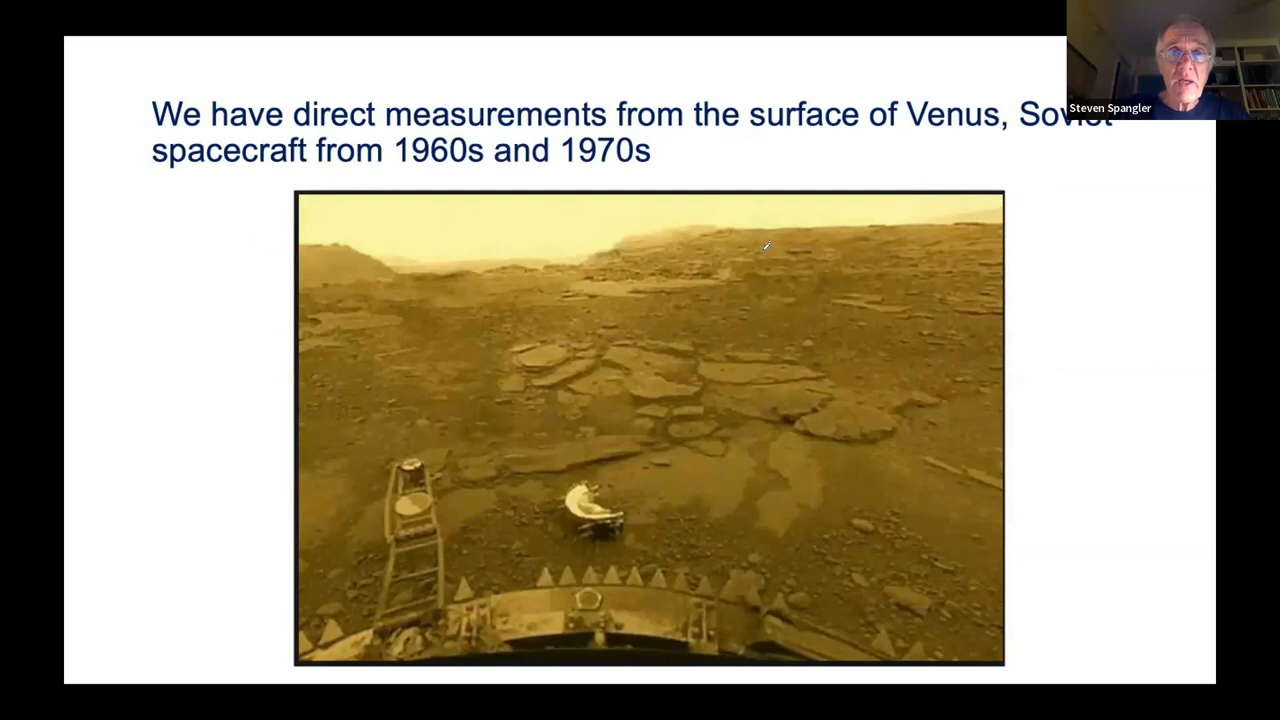 We have direct measurements from the surface of Venus, Soviet
spacecraft from 1960s and 1970s
Steven Spangler